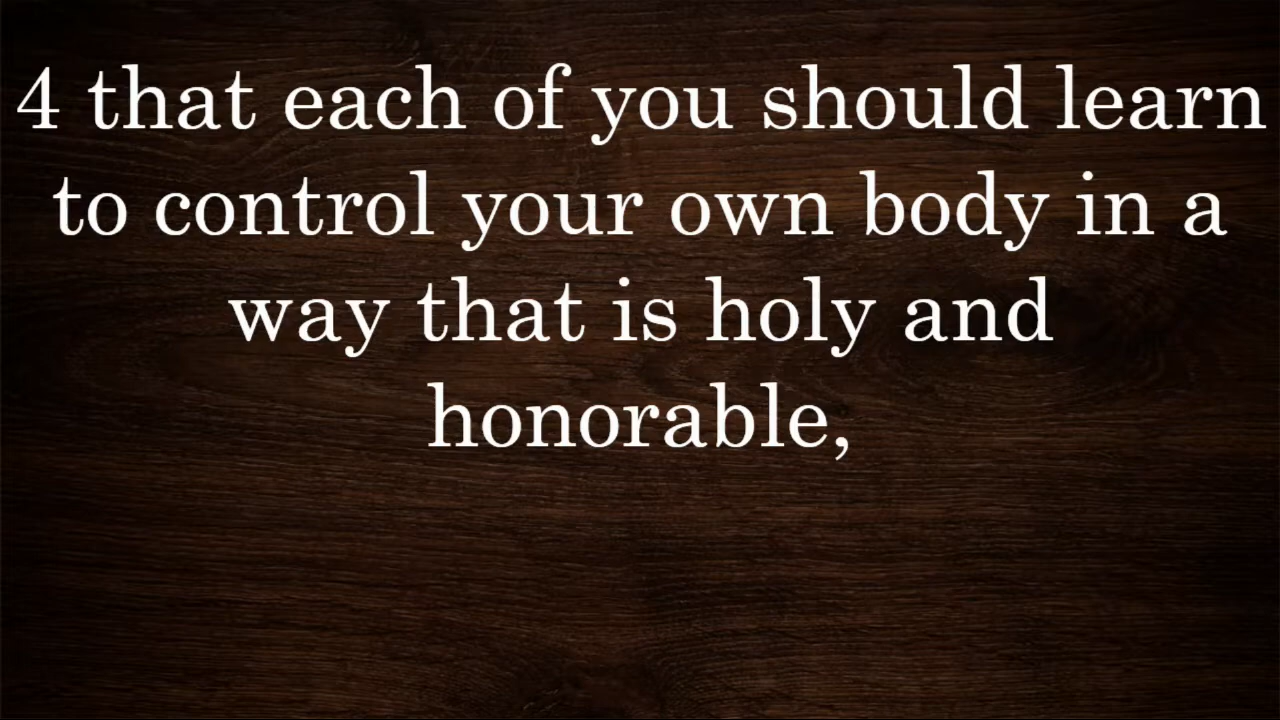 4 that each of you should learn
to control your own body in a
way that is holy and
honorable,